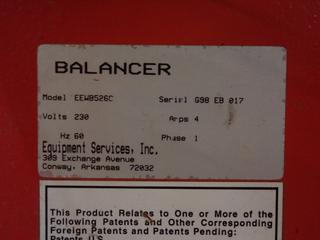 BALANCER
Model EEWB526C Serial G98 EB 017
Volts 230 Amps 4
Hz 60 Phase 1
Equipment Services, Inc.
309 Exchange Avenue
Conway, Arkansas 72032
This Product Relates to One or More of the
Following Patents and Other Corresponding
Foreign Patents and Patents Pending:
Patents U.S.